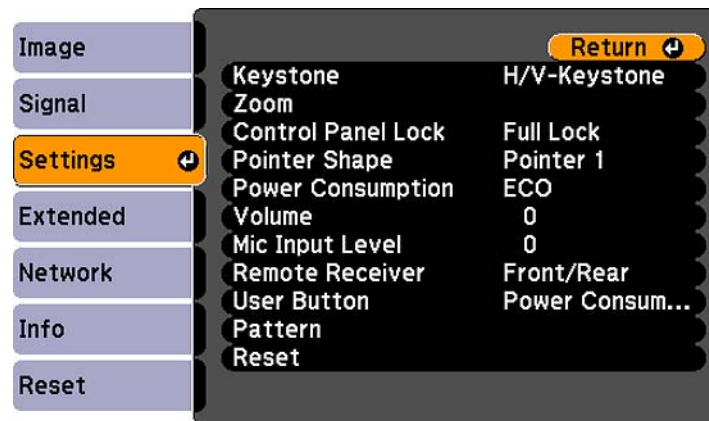 Image
Signal
Settings
Extended
Network
Info
Reset
Return
Keystone H/V-Keystone
Zoom
Control Panel Lock Full Lock
Pointer Shape Pointer 1
Power Consumption ECO
Volume 0
Mic Input Level 0
Remote Receiver Front/Rear
User Button Power Consum...
Pattern
Reset